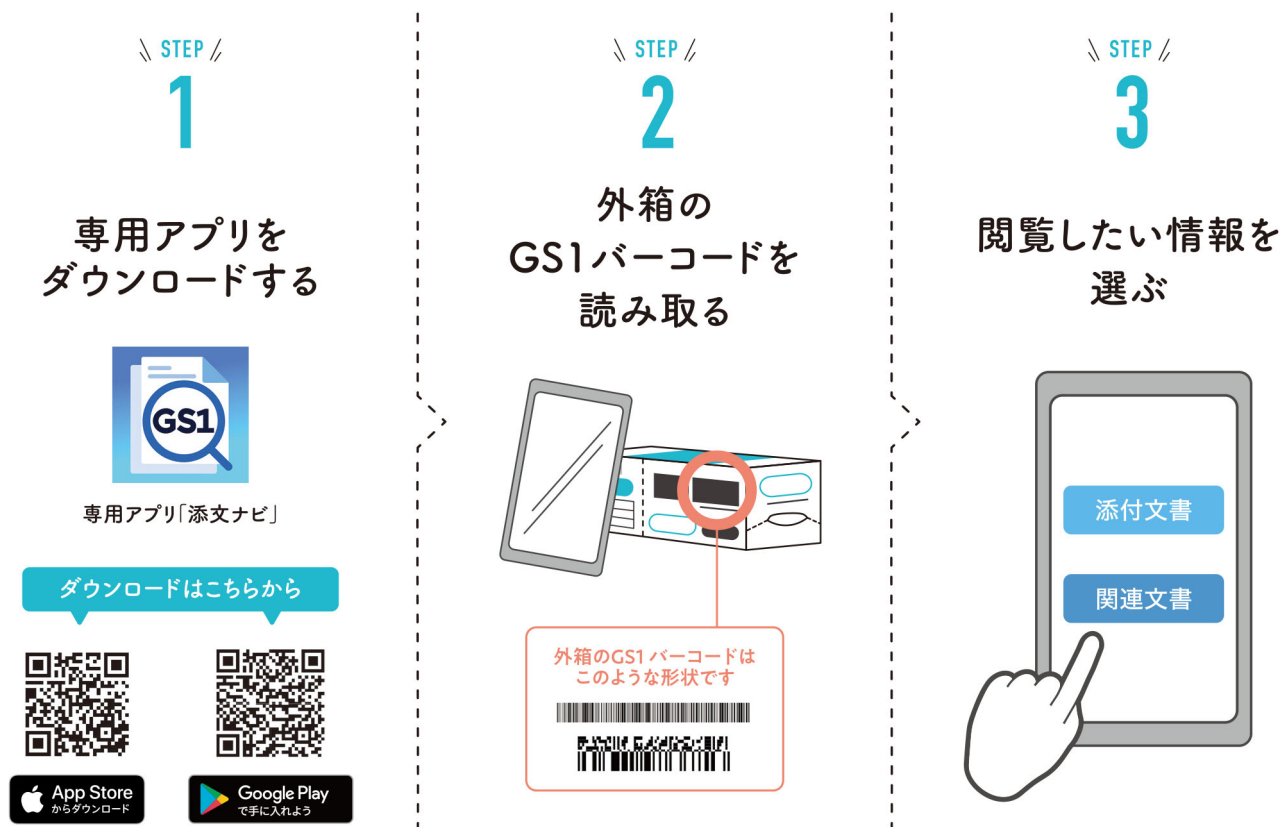 STEP
1
専用アプリを
ダウンロードする
GS1
専用アプリ「添文ナビ」
ダウンロードはこちらから
App Store
からダウンロード
Google Play
で手に入れよう
STEP
2
外箱の
GS1バーコードを
読み取る
外箱のGS1バーコードは
このような形状です
STEP
3
閲覧したい情報を
選ぶ
添付文書
関連文書